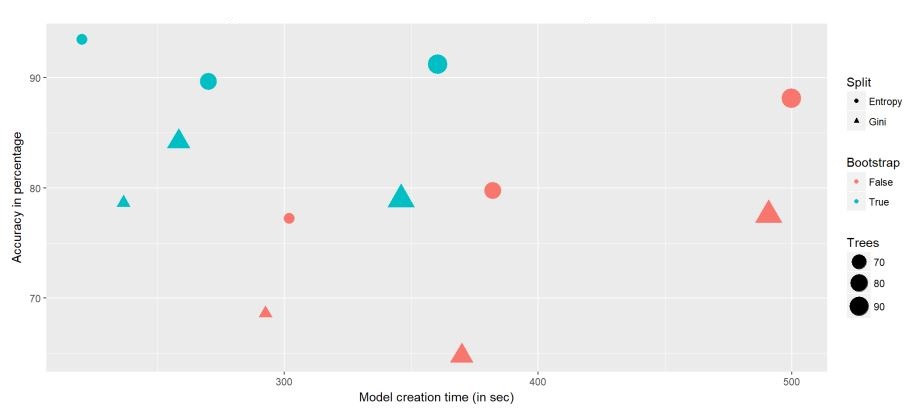 Accuracy in percentage
90
80
70
300
400
500
Model creation time (in sec)
Split
Entropy
Gini
Bootstrap
False
True
Trees
70
80
90